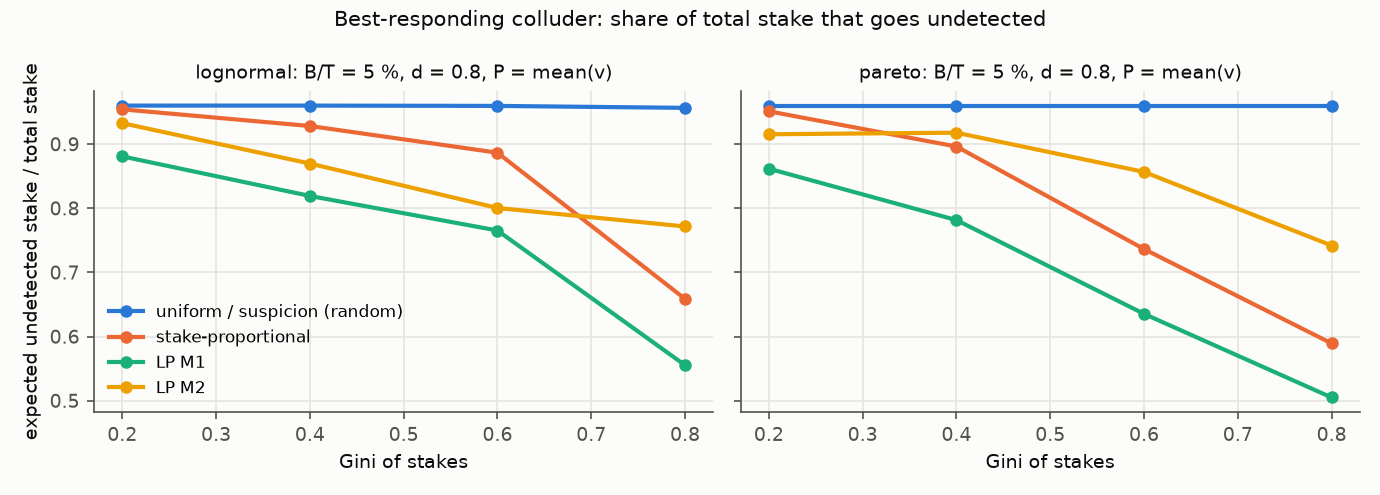 Best-responding colluder: share of total stake that goes undetected
lognormal: B/T = 5 %, d = 0.8, P = mean(v)
pareto: B/T = 5 %, d = 0.8, P = mean(v)
expected undetected stake / total stake
0.9
0.8
0.7
0.6
0.5
uniform / suspicion (random)
stake-proportional
LP M1
LP M2
0.2 0.3 0.4 0.5 0.6 0.7 0.8
Gini of stakes
0.2 0.3 0.4 0.5 0.6 0.7 0.8
Gini of stakes